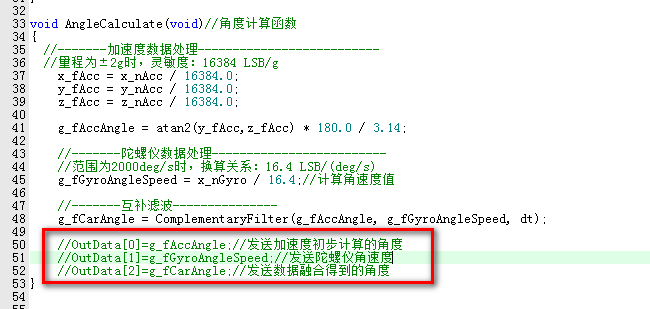 32
33 void AngleCalculate(void)//角度计算函数
34 {
35 //-------加速度数据处理--------------------------
36 //量程为±2g时，灵敏度：16384 LSB/g
37 x_fAcc = x_nAcc / 16384.0;
38 y_fAcc = y_nAcc / 16384.0;
39 z_fAcc = z_nAcc / 16384.0;
40
41 g_fAccAngle = atan2(y_fAcc,z_fAcc) * 180.0 / 3.14;
42
43 //-------陀螺仪数据处理-------------------------
44 //范围为2000deg/s时，换算关系：16.4 LSB/(deg/s)
45 g_fGyroAngleSpeed = x_nGyro / 16.4;//计算角速度值
46
47 //-------互补滤波---------------
48 g_fCarAngle = ComplementaryFilter(g_fAccAngle, g_fGyroAngleSpeed, dt);
49
50 //OutData[0]=g_fAccAngle;//发送加速度初步计算的角度
51 //OutData[1]=g_fGyroAngleSpeed;//发送陀螺仪角速度
52 //OutData[2]=g_fCarAngle;//发送数据融合得到的角度
53 }
54